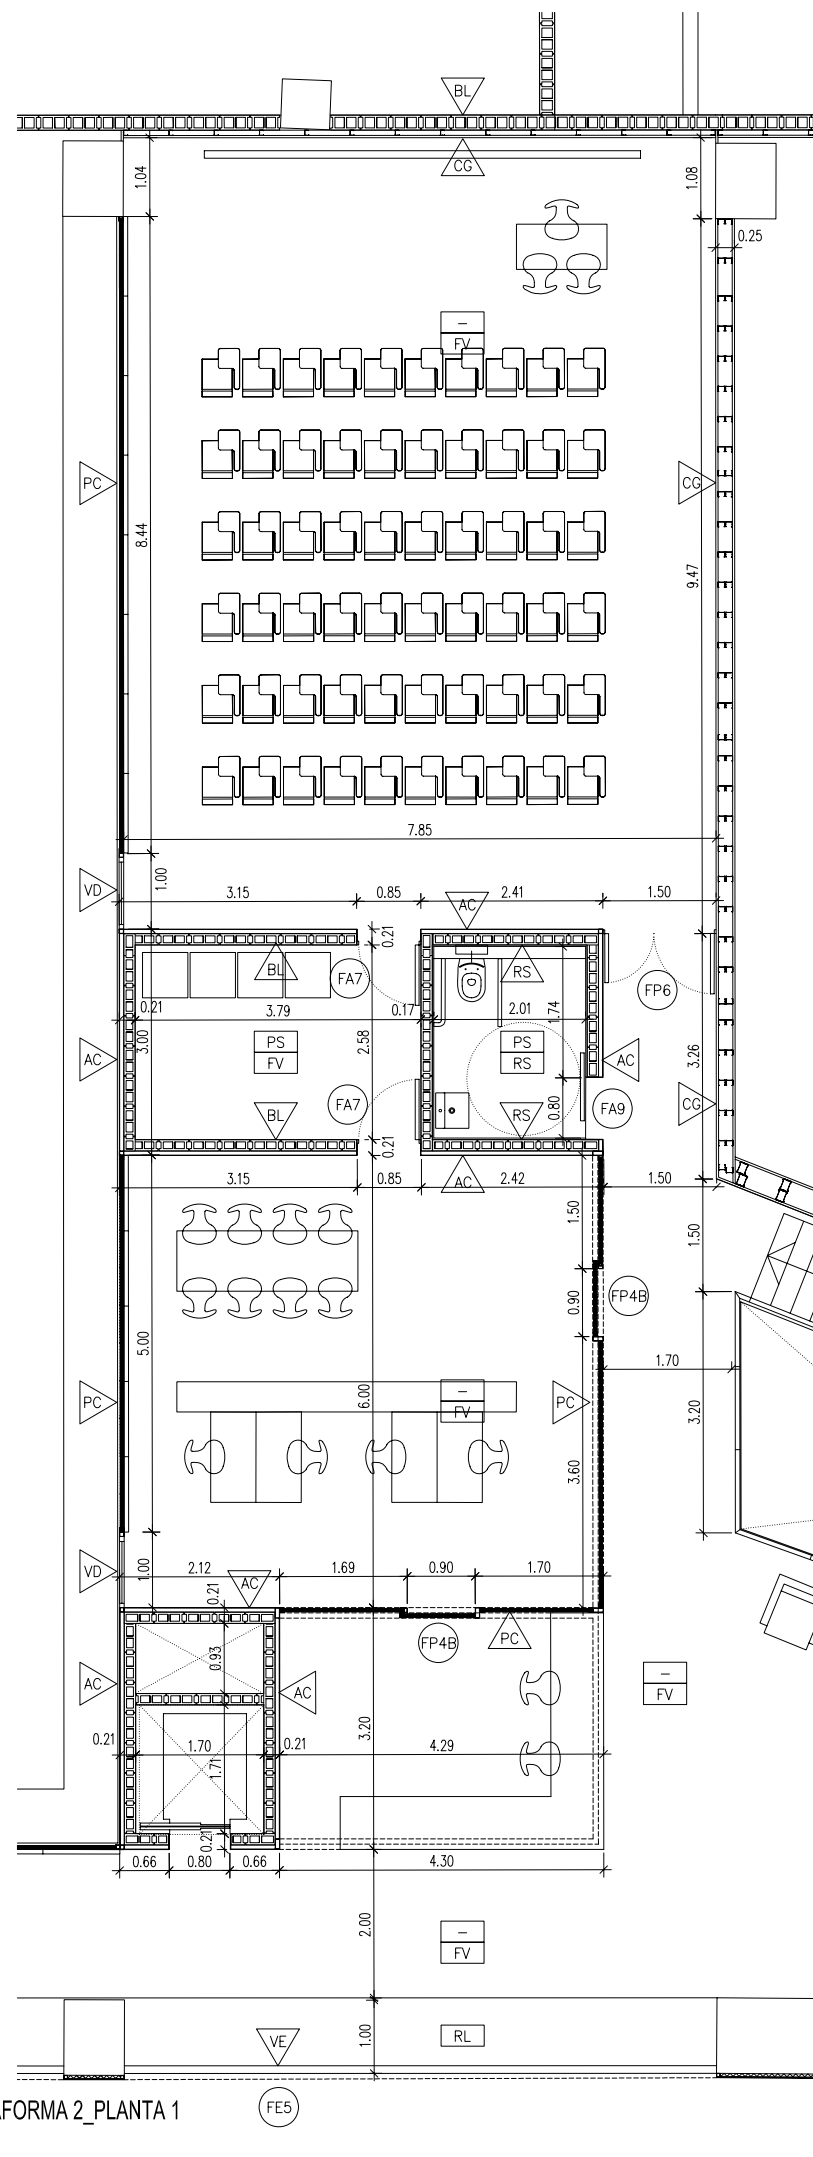 BL
CG
1.04
1.08
0.25
—
FV
PC
CG
8.44
9.47
7.85
VD
1.00
3.15
0.85
AC
2.41
1.50
0.21
BL
FA7
RS
FP6
0.21
3.79
0.17
2.01
1.74
AC
3.00
PS
FV
2.58
PS
RS
AC
3.26
BL
FA7
RS
0.80
FA9
CG
0.21
3.15
0.85
AC
2.42
1.50
1.50
1.50
0.90
FP4B
5.00
1.70
PC
6.00
—
FV
PC
3.20
3.60
VD
1.00
2.12
1.69
0.90
1.70
0.21
AC
FP4B
PC
0.93
AC
AC
—
FV
0.21
1.70
1.71
0.21
3.20
4.29
0.21
0.66
0.80
0.66
4.30
2.00
—
FV
VE
1.00
RL
AFORMA 2_PLANTA 1
FE5